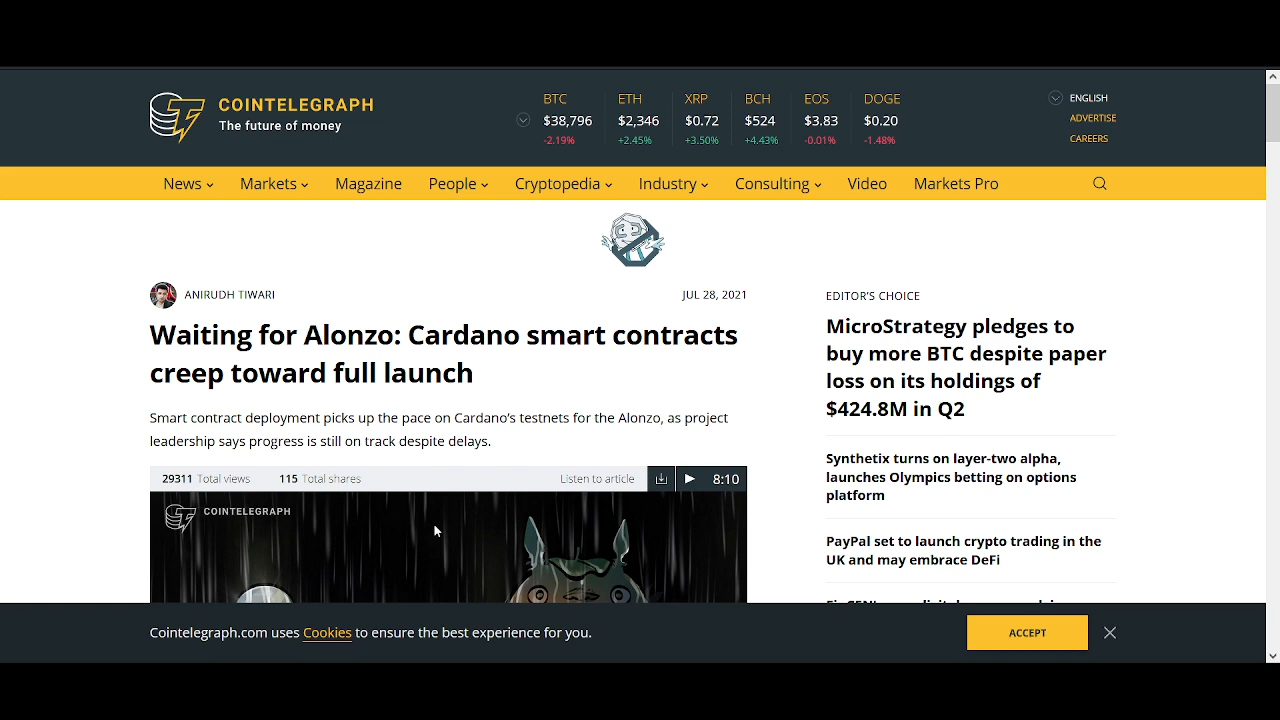 COINTELEGRAPH
The future of money
BTC ETH XRP BCH EOS DOGE
$38,796 $2,346 $0.72 $524 $3.83 $0.20
-2.19% +2.45% +3.50% +4.43% -0.01% -1.48%
ENGLISH
ADVERTISE
CAREERS
News Markets Magazine People Cryptopedia Industry Consulting Video Markets Pro
ANIRUDH TIWARI
JUL 28, 2021
Waiting for Alonzo: Cardano smart contracts
creep toward full launch
Smart contract deployment picks up the pace on Cardano's testnets for the Alonzo, as project
leadership says progress is still on track despite delays.
29311 Total views 115 Total shares Listen to article 8:10
COINTELEGRAPH
EDITOR'S CHOICE
MicroStrategy pledges to
buy more BTC despite paper
loss on its holdings of
$424.8M in Q2
Synthetix turns on layer-two alpha,
launches Olympics betting on options
platform
PayPal set to launch crypto trading in the
UK and may embrace DeFi
Cointelegraph.com uses Cookies to ensure the best experience for you.
ACCEPT